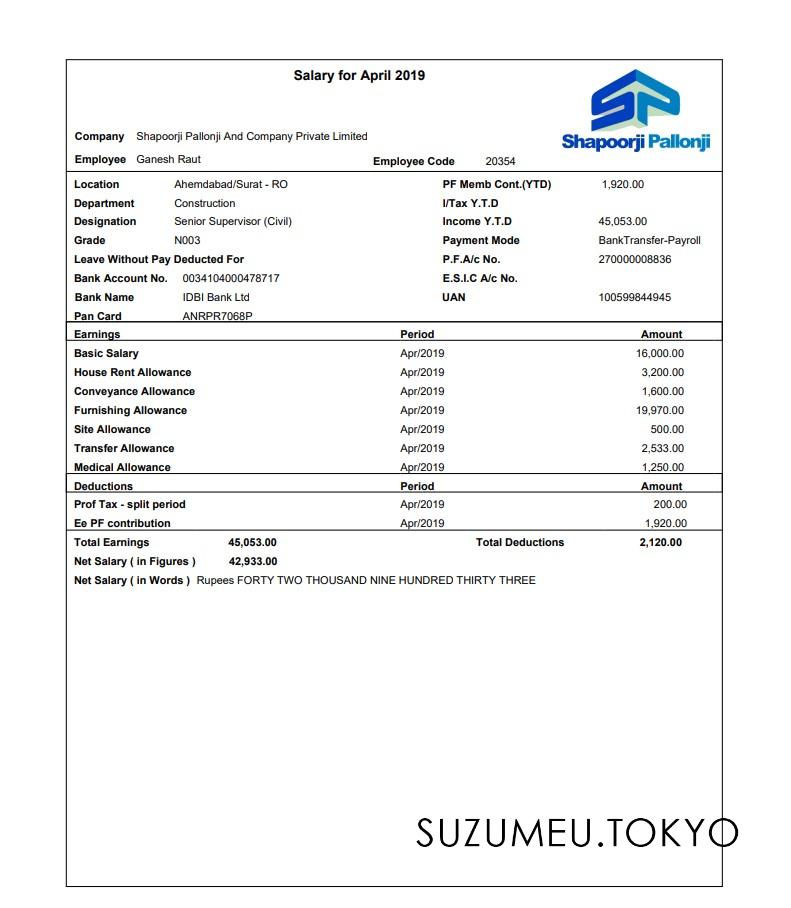 Salary for April 2019
SP
Shapoorji Pallonji
Company Shapoorji Pallonji And Company Private Limited
Employee Ganesh Raut Employee Code 20354
Location Ahemdabad/Surat - RO PF Memb Cont.(YTD) 1,920.00
Department Construction I/Tax Y.T.D
Designation Senior Supervisor (Civil) Income Y.T.D 45,053.00
Grade N003 Payment Mode BankTransfer-Payroll
Leave Without Pay Deducted For P.F.A/c No. 270000008836
Bank Account No. 0034104000478717 E.S.I.C A/c No.
Bank Name IDBI Bank Ltd UAN 100599844945
Pan Card ANRPR7068P
Earnings Period Amount
Basic Salary Apr/2019 16,000.00
House Rent Allowance Apr/2019 3,200.00
Conveyance Allowance Apr/2019 1,600.00
Furnishing Allowance Apr/2019 19,970.00
Site Allowance Apr/2019 500.00
Transfer Allowance Apr/2019 2,533.00
Medical Allowance Apr/2019 1,250.00
Deductions Period Amount
Prof Tax - split period Apr/2019 200.00
Ee PF contribution Apr/2019 1,920.00
Total Earnings 45,053.00 Total Deductions 2,120.00
Net Salary ( in Figures ) 42,933.00
Net Salary ( in Words ) Rupees FORTY TWO THOUSAND NINE HUNDRED THIRTY THREE
SUZUMEU.TOKYO